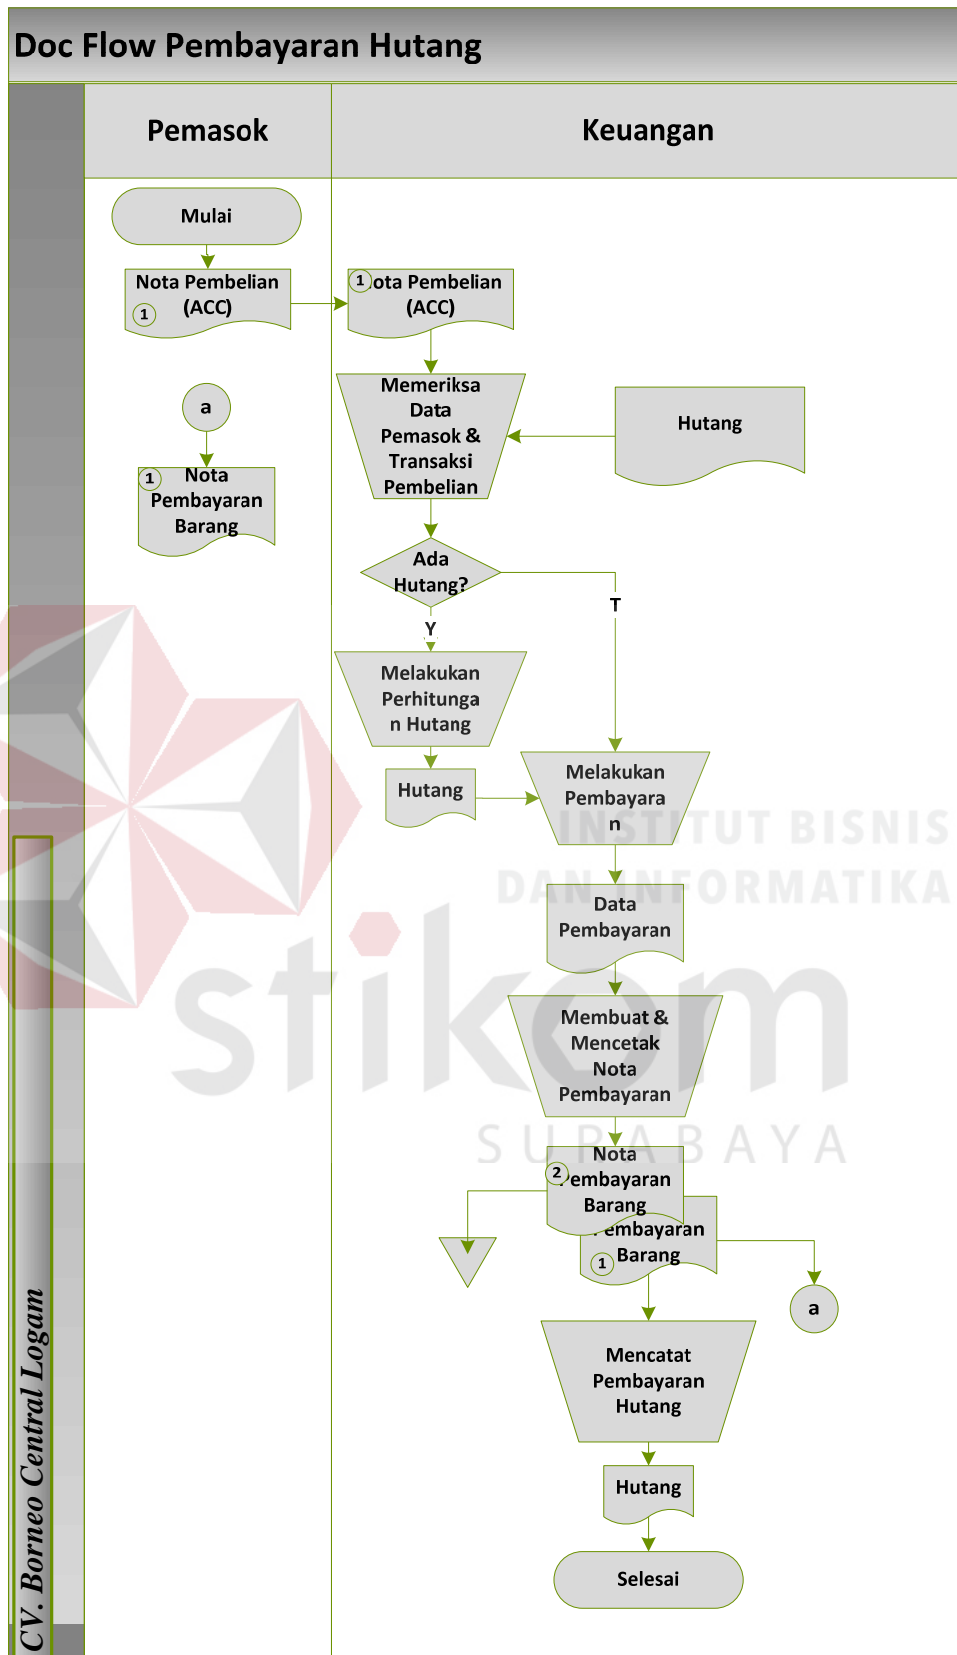 Doc Flow Pembayaran Hutang
Pemasok
Keuangan
Mulai
Nota Pembelian
(ACC)
1
1
ota Pembelian
(ACC)
a
1
Nota
Pembayaran
Barang
Memeriksa
Data
Pemasok &
Transaksi
Pembelian
Hutang
Ada
Hutang?
T
Y
Melakukan
Perhitunga
n Hutang
Hutang
Melakukan
Pembayara
n
INSTITUT BISNIS
DAN INFORMATIKA
Data
Pembayaran
stikom
SURABAYA
Membuat &
Mencetak
Nota
Pembayaran
Nota
2
Pembayaran
Barang
Pembayaran
Barang
1
a
Mencatat
Pembayaran
Hutang
Hutang
Selesai
CV. Borneo Central Logam